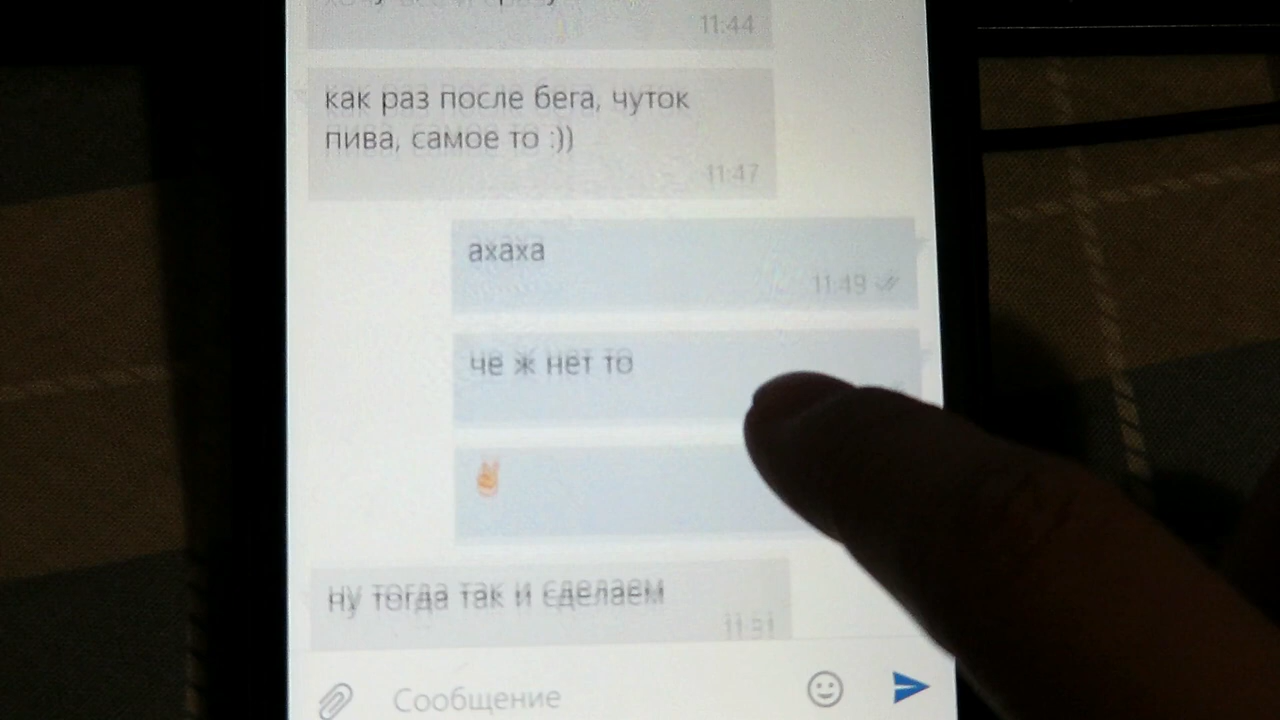 11:44
как раз после бега, чуток
пива, самое то :))
11:47
ахаха
11:49
че ж нет то
✌
ну тогда так и сделаем
Сообщение